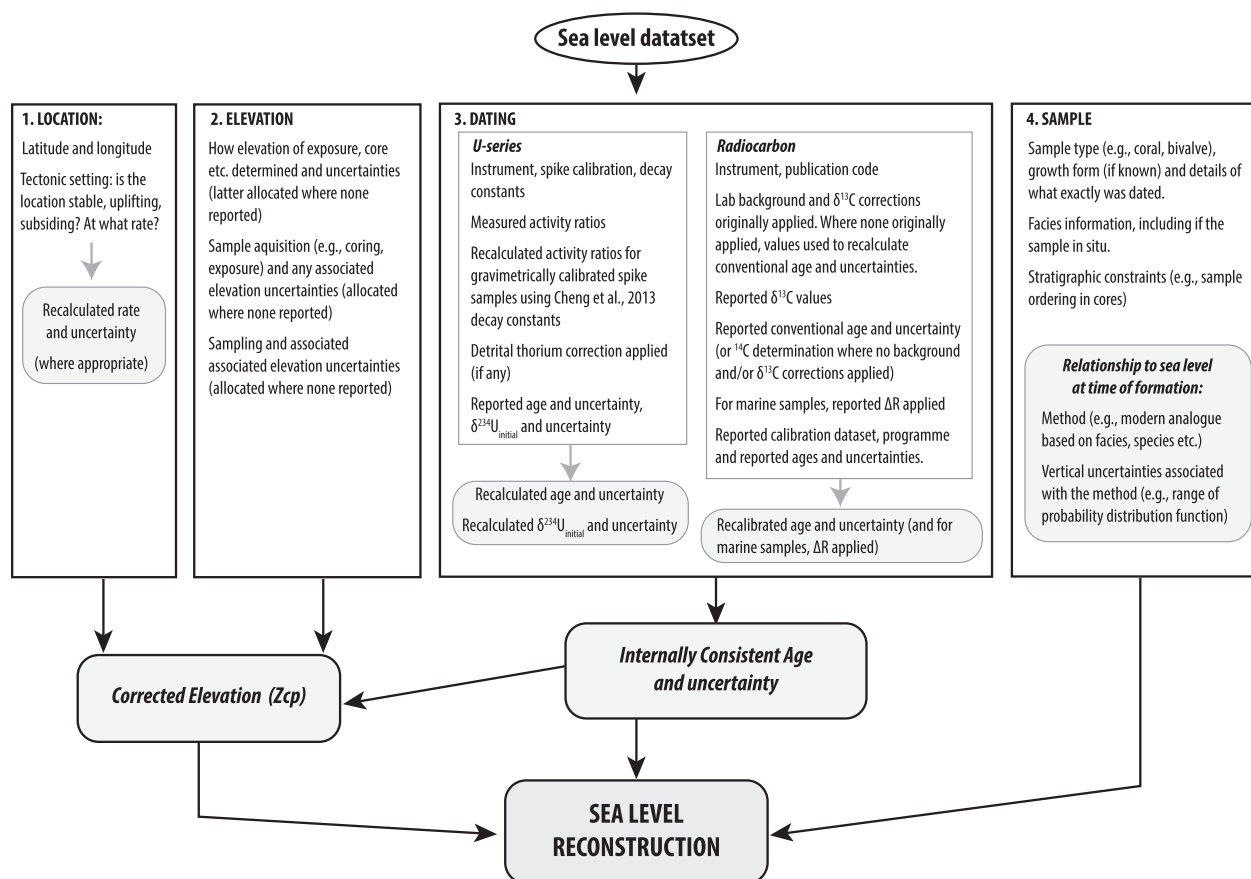 Sea level datatset
1. LOCATION:
Latitude and longitude
Tectonic setting: is the
location stable, uplifting,
subsiding? At what rate?
Recalculated rate
and uncertainty
(where appropriate)
2. ELEVATION
How elevation of exposure, core
etc. determined and uncertainties
(latter allocated where none
reported)
Sample aquisition (e.g., coring,
exposure) and any associated
elevation uncertainties (allocated
where none reported)
Sampling and associated
associated elevation uncertainties
(allocated where none reported)
3. DATING
U-series
Instrument, spike calibration, decay
constants
Measured activity ratios
Recalculated activity ratios for
gravimetrically calibrated spike
samples using Cheng et al., 2013
decay constants
Detrital thorium correction applied
(if any)
Reported age and uncertainty,
δ²³⁴U_initial and uncertainty
Recalculated age and uncertainty
Recalculated δ²³⁴U_initial and uncertainty
Radiocarbon
Instrument, publication code
Lab background and δ¹³C corrections
originally applied. Where none originally
applied, values used to recalculate
conventional age and uncertainties.
Reported δ¹³C values
Reported conventional age and uncertainty
(or ¹⁴C determination where no background
and/or δ¹³C corrections applied)
For marine samples, reported ΔR applied
Reported calibration dataset, programme
and reported ages and uncertainties.
Recalibrated age and uncertainty (and for
marine samples, ΔR applied)
4. SAMPLE
Sample type (e.g., coral, bivalve),
growth form (if known) and details of
what exactly was dated.
Facies information, including if the
sample in situ.
Stratigraphic constraints (e.g., sample
ordering in cores)
Relationship to sea level
at time of formation:
Method (e.g., modern analogue
based on facies, species etc.)
Vertical uncertainties associated
with the method (e.g., range of
probability distribution function)
Corrected Elevation (Zcp)
Internally Consistent Age
and uncertainty
SEA LEVEL
RECONSTRUCTION